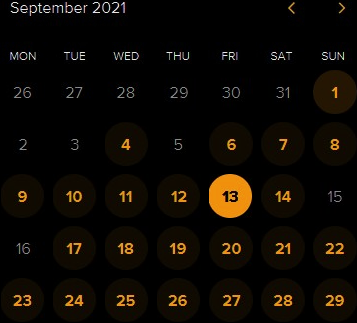 September 2021
MON TUE WED THU FRI SAT SUN
26 27 28 29 30 31 1
2 3 4 5 6 7 8
9 10 11 12 13 14 15
16 17 18 19 20 21 22
23 24 25 26 27 28 29